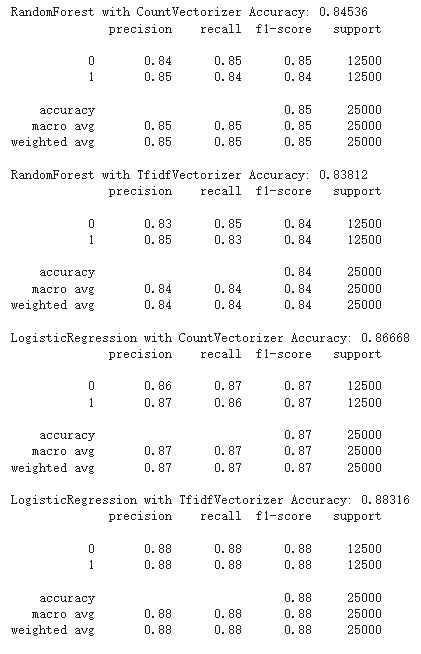 RandomForest with CountVectorizer Accuracy: 0.84536
precision recall f1-score support
0 0.84 0.85 0.85 12500
1 0.85 0.84 0.84 12500
accuracy 0.85 25000
macro avg 0.85 0.85 0.85 25000
weighted avg 0.85 0.85 0.85 25000
RandomForest with TfidfVectorizer Accuracy: 0.83812
precision recall f1-score support
0 0.83 0.85 0.84 12500
1 0.85 0.83 0.84 12500
accuracy 0.84 25000
macro avg 0.84 0.84 0.84 25000
weighted avg 0.84 0.84 0.84 25000
LogisticRegression with CountVectorizer Accuracy: 0.86668
precision recall f1-score support
0 0.86 0.87 0.87 12500
1 0.87 0.86 0.87 12500
accuracy 0.87 25000
macro avg 0.87 0.87 0.87 25000
weighted avg 0.87 0.87 0.87 25000
LogisticRegression with TfidfVectorizer Accuracy: 0.88316
precision recall f1-score support
0 0.88 0.88 0.88 12500
1 0.88 0.88 0.88 12500
accuracy 0.88 25000
macro avg 0.88 0.88 0.88 25000
weighted avg 0.88 0.88 0.88 25000